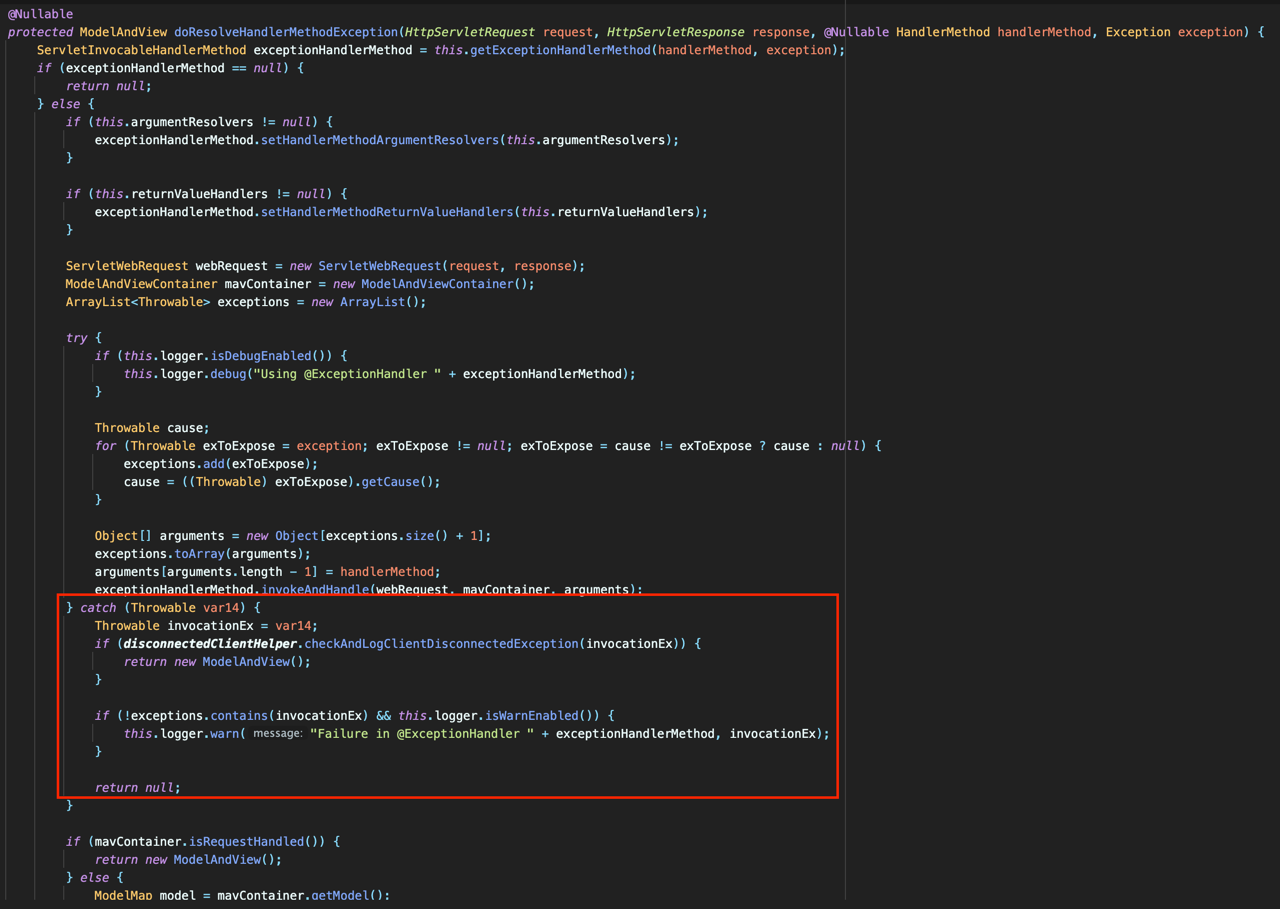 @Nullable
protected ModelAndView doResolveHandlerMethodException(HttpServletRequest request, HttpServletResponse response, @Nullable HandlerMethod handlerMethod, Exception exception) {
    ServletInvocableHandlerMethod exceptionHandlerMethod = this.getExceptionHandlerMethod(handlerMethod, exception);
    if (exceptionHandlerMethod == null) {
        return null;
    } else {
        if (this.argumentResolvers != null) {
            exceptionHandlerMethod.setHandlerMethodArgumentResolvers(this.argumentResolvers);
        }

        if (this.returnValueHandlers != null) {
            exceptionHandlerMethod.setHandlerMethodReturnValueHandlers(this.returnValueHandlers);
        }

        ServletWebRequest webRequest = new ServletWebRequest(request, response);
        ModelAndViewContainer mavContainer = new ModelAndViewContainer();
        ArrayList<Throwable> exceptions = new ArrayList();

        try {
            if (this.logger.isDebugEnabled()) {
                this.logger.debug("Using @ExceptionHandler " + exceptionHandlerMethod);
            }

            Throwable cause;
            for (Throwable exToExpose = exception; exToExpose != null; exToExpose = cause != exToExpose ? cause : null) {
                exceptions.add(exToExpose);
                cause = ((Throwable) exToExpose).getCause();
            }

            Object[] arguments = new Object[exceptions.size() + 1];
            exceptions.toArray(arguments);
            arguments[arguments.length - 1] = handlerMethod;
            exceptionHandlerMethod.invokeAndHandle(webRequest, mavContainer, arguments);
        } catch (Throwable var14) {
            Throwable invocationEx = var14;
            if (disconnectedClientHelper.checkAndLogClientDisconnectedException(invocationEx)) {
                return new ModelAndView();
            }

            if (!exceptions.contains(invocationEx) && this.logger.isWarnEnabled()) {
                this.logger.warn( message: "Failure in @ExceptionHandler " + exceptionHandlerMethod, invocationEx);
            }

            return null;
        }

        if (mavContainer.isRequestHandled()) {
            return new ModelAndView();
        } else {
            ModelMap model = mavContainer.getModel();